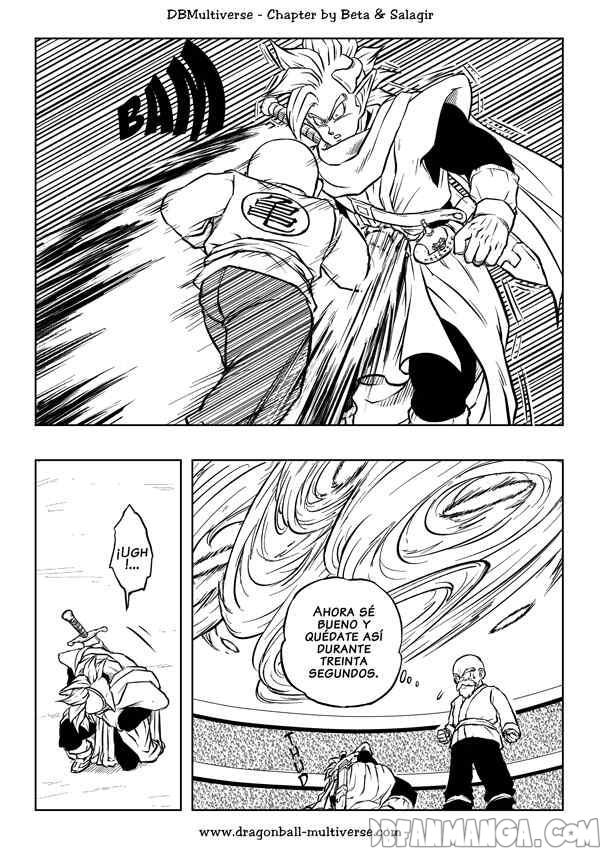 DBMultiverse - Chapter by Beta & Salagir
BAM
亀
¡UGH
!...
AHORA SÉ
BUENO Y
QUÉDATE ASÍ
DURANTE
TREINTA
SEGUNDOS.
THUD
www.dragonball-multiverse.com
DBFANMANGA.COM